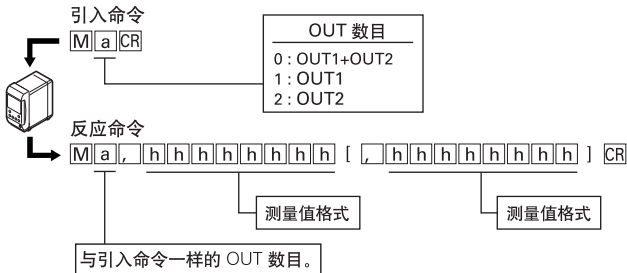 引入命令
M a CR
OUT 数目
0 : OUT1+OUT2
1 : OUT1
2 : OUT2
反应命令
M a , h h h h h h h h [ , h h h h h h h h ] CR
测量值格式
测量值格式
与引入命令一样的 OUT 数目。